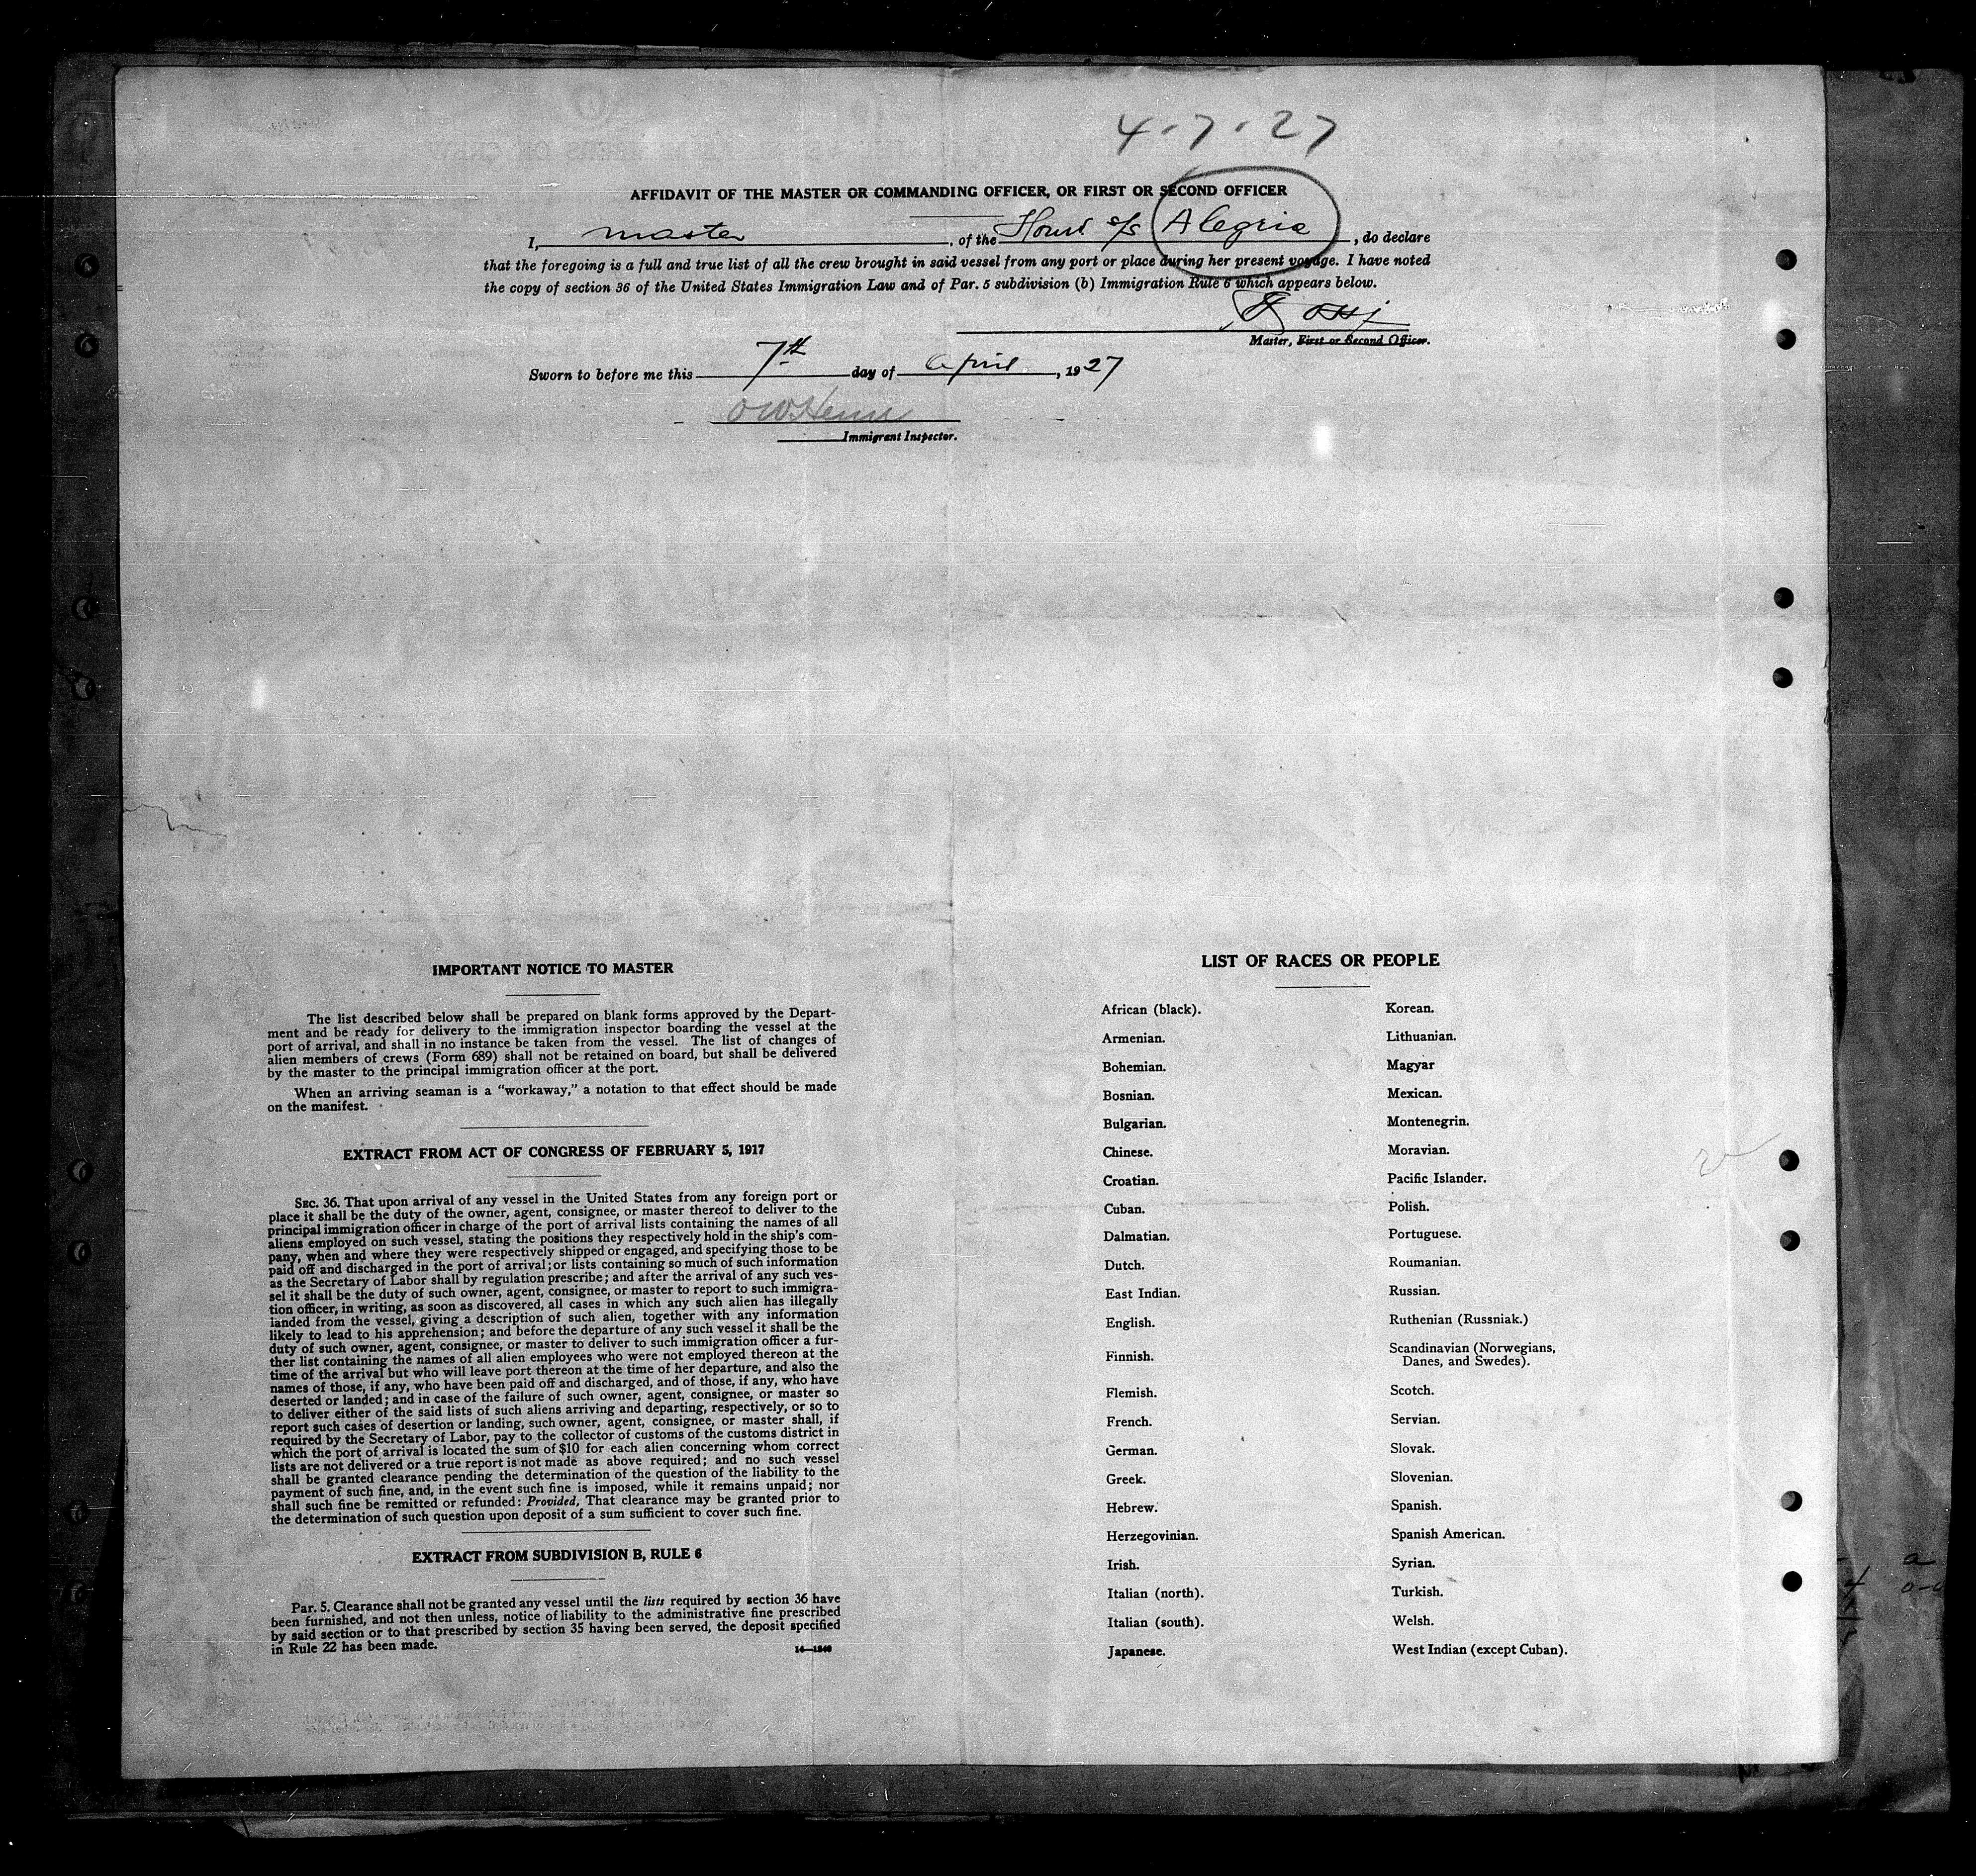 4-7-27
AFFIDAVIT OF THE MASTER OR COMMANDING OFFICER, OR FIRST OR SECOND OFFICER
I, master, of the s/s Alegria, do declare
that the foregoing is a full and true list of all the crew brought in said vessel from any port or place during her present voyage. I have noted
the copy of section 36 of the United States Immigration Law and of Par. 5 subdivision (b) Immigration Rule 6 which appears below.
Master, First or Second Officer.
Sworn to before me this 7th day of April, 1927
Immigrant Inspector.
IMPORTANT NOTICE TO MASTER
The list described below shall be prepared on blank forms approved by the Depart-
ment and be ready for delivery to the immigration inspector boarding the vessel at the
port of arrival, and shall in no instance be taken from the vessel. The list of changes of
alien members of crews (Form 689) shall not be retained on board, but shall be delivered
by the master to the principal immigration officer at the port.
When an arriving seaman is a "workaway," a notation to that effect should be made
on the manifest.
EXTRACT FROM ACT OF CONGRESS OF FEBRUARY 5, 1917
SEC. 36. That upon arrival of any vessel in the United States from any foreign port or
place it shall be the duty of the owner, agent, consignee, or master thereof to deliver to the
principal immigration officer in charge of the port of arrival lists containing the names of all
aliens employed on such vessel, stating the positions they respectively hold in the ship's com-
pany, when and where they were respectively shipped or engaged, and specifying those to be
paid off and discharged in the port of arrival; or lists containing so much of such information
as the Secretary of Labor shall by regulation prescribe; and after the arrival of any such ves-
sel it shall be the duty of such owner, agent, consignee, or master to report to such immigra-
tion officer, in writing, as soon as discovered, all cases in which any such alien has illegally
landed from the vessel, giving a description of such alien, together with any information
likely to lead to his apprehension; and before the departure of any such vessel it shall be the
duty of such owner, agent, consignee, or master to deliver to such immigration officer a fur-
ther list containing the names of all alien employees who were not employed thereon at the
time of the arrival but who will leave port thereon at the time of her departure, and also the
names of those, if any, who have been paid off and discharged, and of those, if any, who have
deserted or landed; and in case of the failure of such owner, agent, consignee, or master so
to deliver either of the said lists of such aliens arriving and departing, respectively, or so to
report such cases of desertion or landing, such owner, agent, consignee, or master shall, if
required by the Secretary of Labor, pay to the collector of customs of the customs district in
which the port of arrival is located the sum of $10 for each alien concerning whom correct
lists are not delivered or a true report is not made as above required; and no such vessel
shall be granted clearance pending the determination of the question of the liability to the
payment of such fine, and, in the event such fine is imposed, while it remains unpaid; nor
shall such fine be remitted or refunded: Provided, That clearance may be granted prior to
the determination of such question upon deposit of a sum sufficient to cover such fine.
EXTRACT FROM SUBDIVISION B, RULE 6
Par. 5. Clearance shall not be granted any vessel until the lists required by section 36 have
been furnished, and not then unless, notice of liability to the administrative fine prescribed
by said section or to that prescribed by section 35 having been served, the deposit specified
in Rule 22 has been made.
14—1240
LIST OF RACES OR PEOPLE
African (black).
Armenian.
Bohemian.
Bosnian.
Bulgarian.
Chinese.
Croatian.
Cuban.
Dalmatian.
Dutch.
East Indian.
English.
Finnish.
Flemish.
French.
German.
Greek.
Hebrew.
Herzegovinian.
Irish.
Italian (north).
Italian (south).
Japanese.
Korean.
Lithuanian.
Magyar
Mexican.
Montenegrin.
Moravian.
Pacific Islander.
Polish.
Portuguese.
Roumanian.
Russian.
Ruthenian (Russniak.)
Scandinavian (Norwegians,
Danes, and Swedes).
Scotch.
Servian.
Slovak.
Slovenian.
Spanish.
Spanish American.
Syrian.
Turkish.
Welsh.
West Indian (except Cuban).